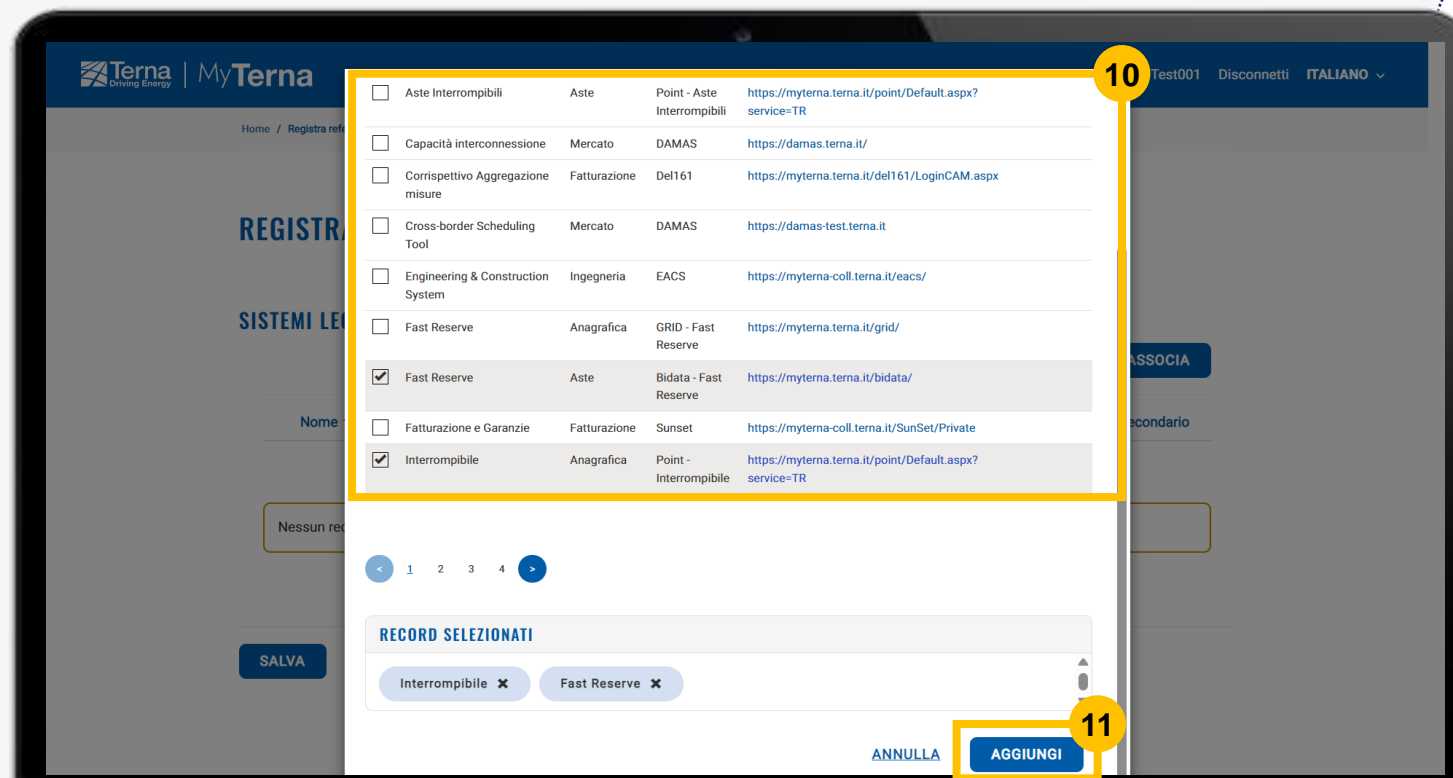 Terna | MyTerna
Driving Energy
Test001 Disconnetti ITALIANO
10
Home / Registra refe
Aste Interrompibili Aste Point - Aste https://myterna.terna.it/point/Default.aspx?
Interrompibili service=TR
Capacità interconnessione Mercato DAMAS https://damas.terna.it/
Corrispettivo Aggregazione Fatturazione Del161 https://myterna.terna.it/del161/LoginCAM.aspx
misure
Cross-border Scheduling Mercato DAMAS https://damas-test.terna.it
Tool
Engineering & Construction Ingegneria EACS https://myterna-coll.terna.it/eacs/
System
Fast Reserve Anagrafica GRID - Fast https://myterna.terna.it/grid/
Reserve
Fast Reserve Aste Bidata - Fast https://myterna.terna.it/bidata/
Reserve
Fatturazione e Garanzie Fatturazione Sunset https://myterna-coll.terna.it/SunSet/Private
Interrompibile Anagrafica Point - https://myterna.terna.it/point/Default.aspx?
Interrompibile service=TR
REGISTRA
SISTEMI LE
ASSOCIA
Nome
econdario
Nessun rec
< 1 2 3 4 >
RECORD SELEZIONATI
SALVA
Interrompibile ✖ Fast Reserve ✖
11
ANNULLA AGGIUNGI